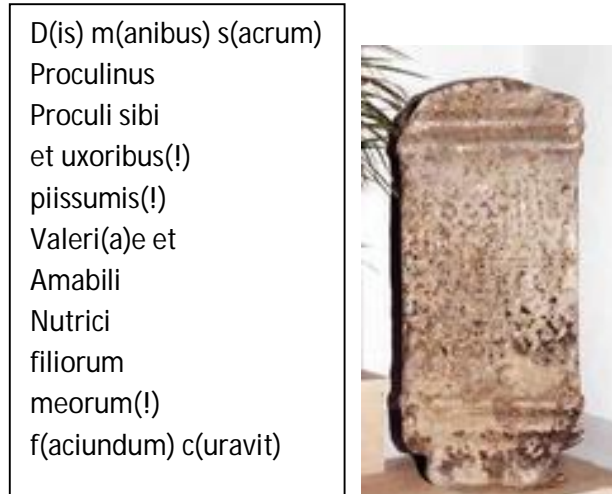 D(is) m(anibus) s(acrum)
Proculinus
Proculi sibi
et uxoribus(!)
piissumis(!)
Valeri(a)e et
Amabili
Nutrici
filiorum
meorum(!)
f(aciundum) c(uravit)